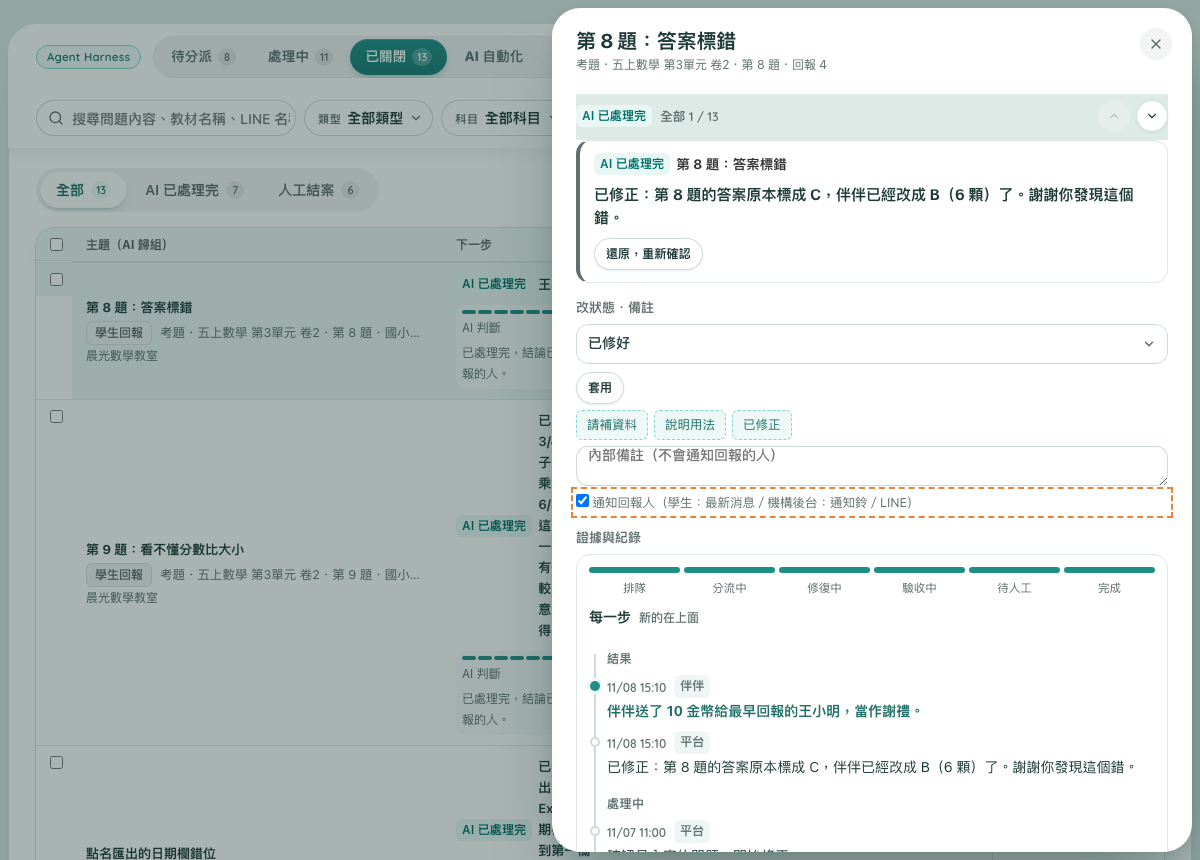 Agent Harness
待分派 8
處理中 11
已關閉 13
AI 自動化
搜尋問題內容、教材名稱、LINE 名
類型 全部類型
科目 全部科目
全部 13
AI 已處理完 7
人工結案 6
主題（AI 歸組）
下一步
第 8 題：答案標錯
學生回報 考題 · 五上數學 第3單元 卷2 · 第 8 題 · 國小...
晨光數學教室
AI 已處理完 王
AI 判斷
已處理完，結論已
報的人。
第 9 題：看不懂分數比大小
學生回報 考題 · 五上數學 第3單元 卷2 · 第 9 題 · 國小...
晨光數學教室
AI 已處理完
已
3/
子
乘
6/
這
一
有
較
意
得
AI 判斷
已處理完，結論已
報的人。
點名匯出的日期欄錯位
AI 已處理完
已
出
Ex
期
到第一欄
第 8 題：答案標錯
考題 · 五上數學 第3單元 卷2 · 第 8 題 · 回報 4
AI 已處理完 全部 1 / 13
AI 已處理完 第 8 題：答案標錯
已修正：第 8 題的答案原本標成 C，伴伴已經改成 B（6 顆）了。謝謝你發現這個
錯。
還原，重新確認
改狀態 · 備註
已修好
套用
請補資料 說明用法 已修正
內部備註（不會通知回報的人）
通知回報人（學生：最新消息 / 機構後台：通知鈴 / LINE）
證據與紀錄
排隊 分流中 修復中 驗收中 待人工 完成
每一步 新的在上面
結果
11/08 15:10 伴伴
伴伴送了 10 金幣給最早回報的王小明，當作謝禮。
11/08 15:10 平台
已修正：第 8 題的答案原本標成 C，伴伴已經改成 B（6 顆）了。謝謝你發現這個錯。
處理中
11/07 11:00 平台